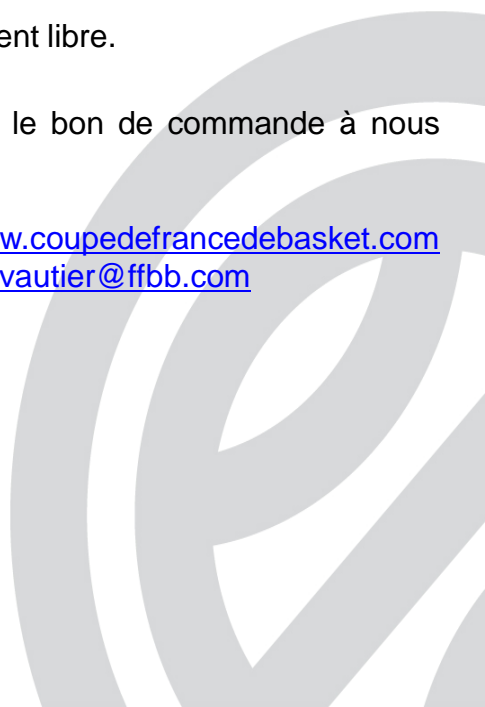 ent libre.
le bon de commande à nous
w.coupedefrancedebasket.com
vautier@ffbb.com